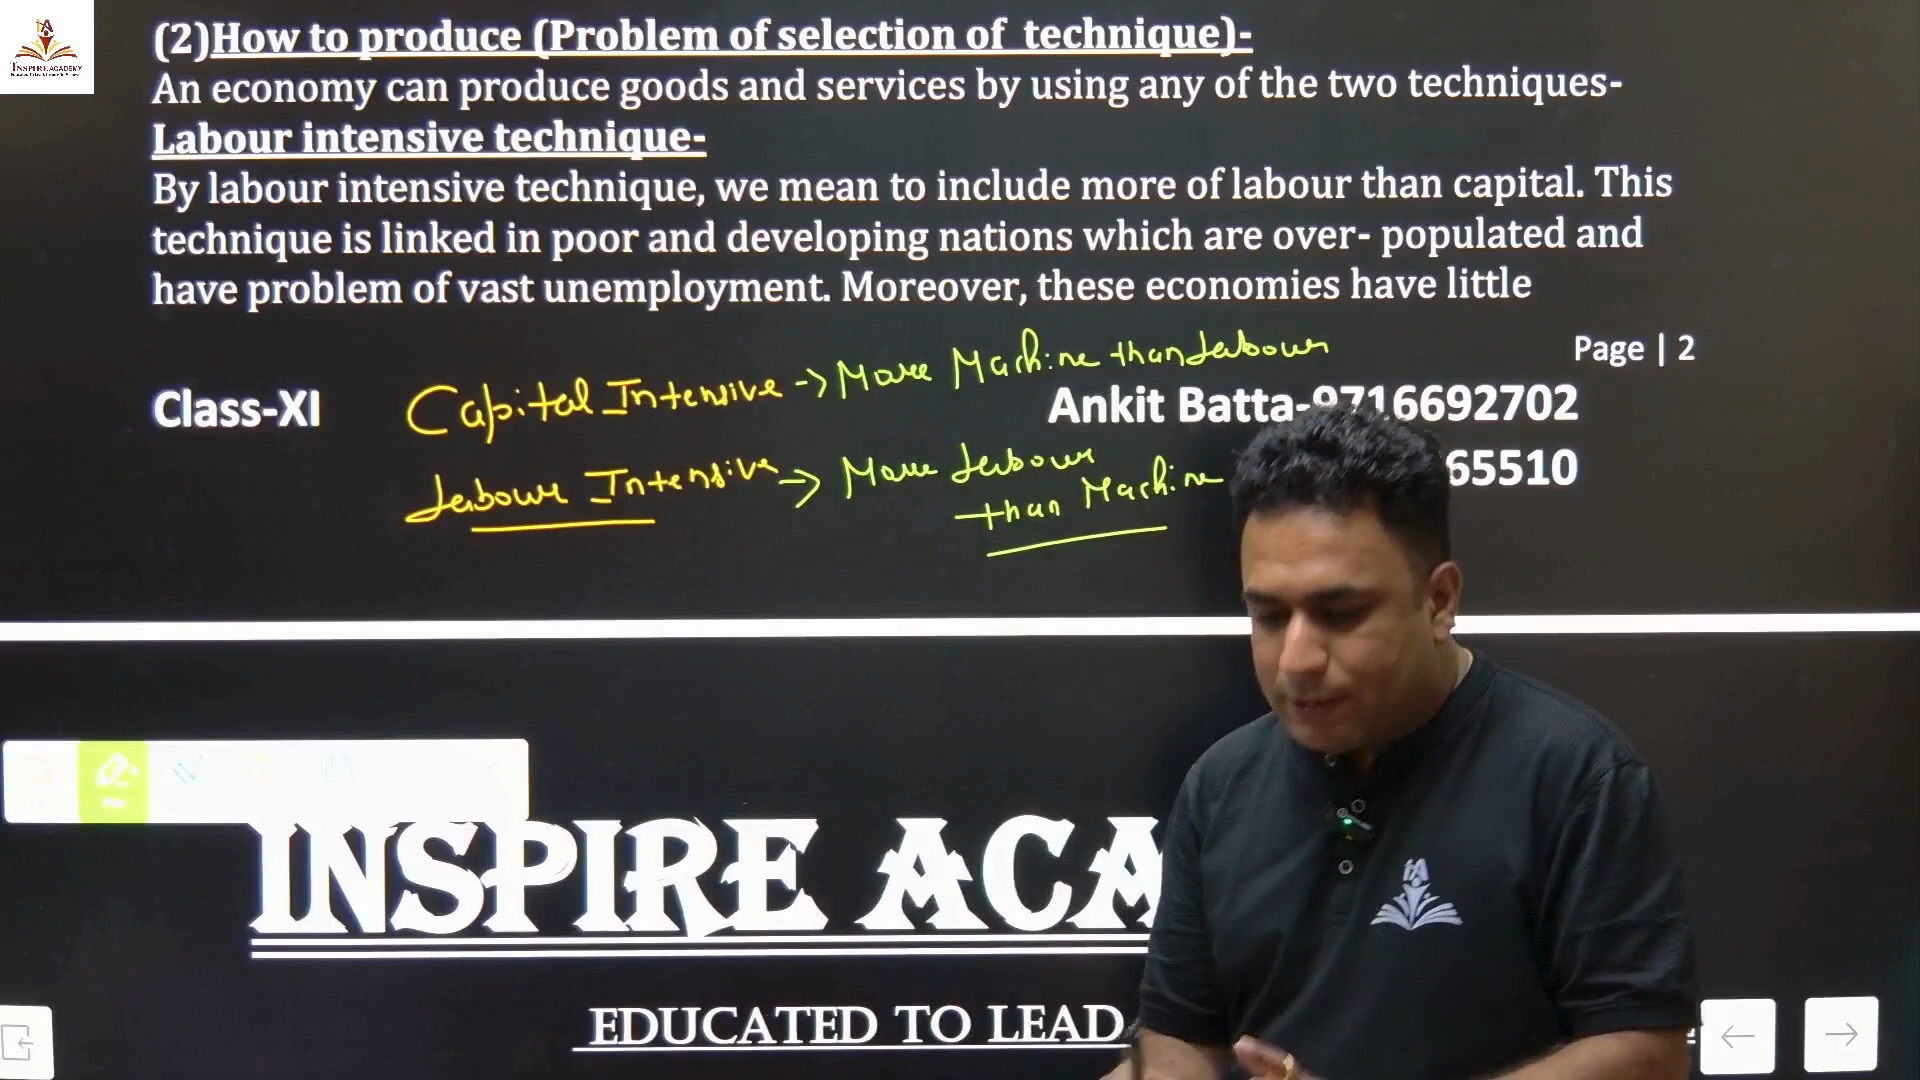 INSPIRE ACADEMY
(2)How to produce (Problem of selection of technique)-
An economy can produce goods and services by using any of the two techniques-
Labour intensive technique-
By labour intensive technique, we mean to include more of labour than capital. This
technique is linked in poor and developing nations which are over- populated and
have problem of vast unemployment. Moreover, these economies have little
Page | 2
Capital Intensive -> More Machine than Labour
Class-XI
Ankit Batta-9716692702
Labour Intensive -> More Labour
than Machine
65510
INSPIRE ACA
EDUCATED TO LEAD
iA